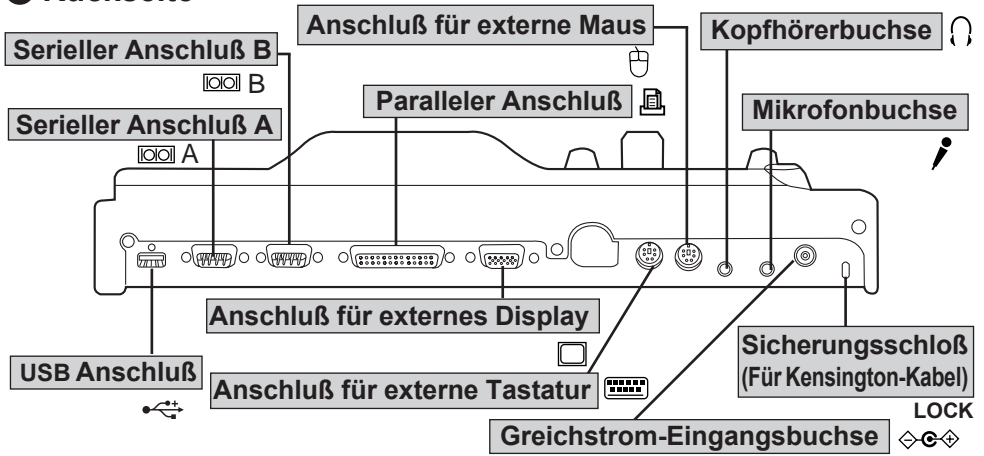 Rückseite
Anschluß für externe Maus
Kopfhörerbuchse
Serieller Anschluß B
B
Paralleler Anschluß
Mikrofonbuchse
Serieller Anschluß A
A
Anschluß für externes Display
USB Anschluß
Anschluß für externe Tastatur
Sicherungsschloß
(Für Kensington-Kabel)
LOCK
Greichstrom-Eingangsbuchse